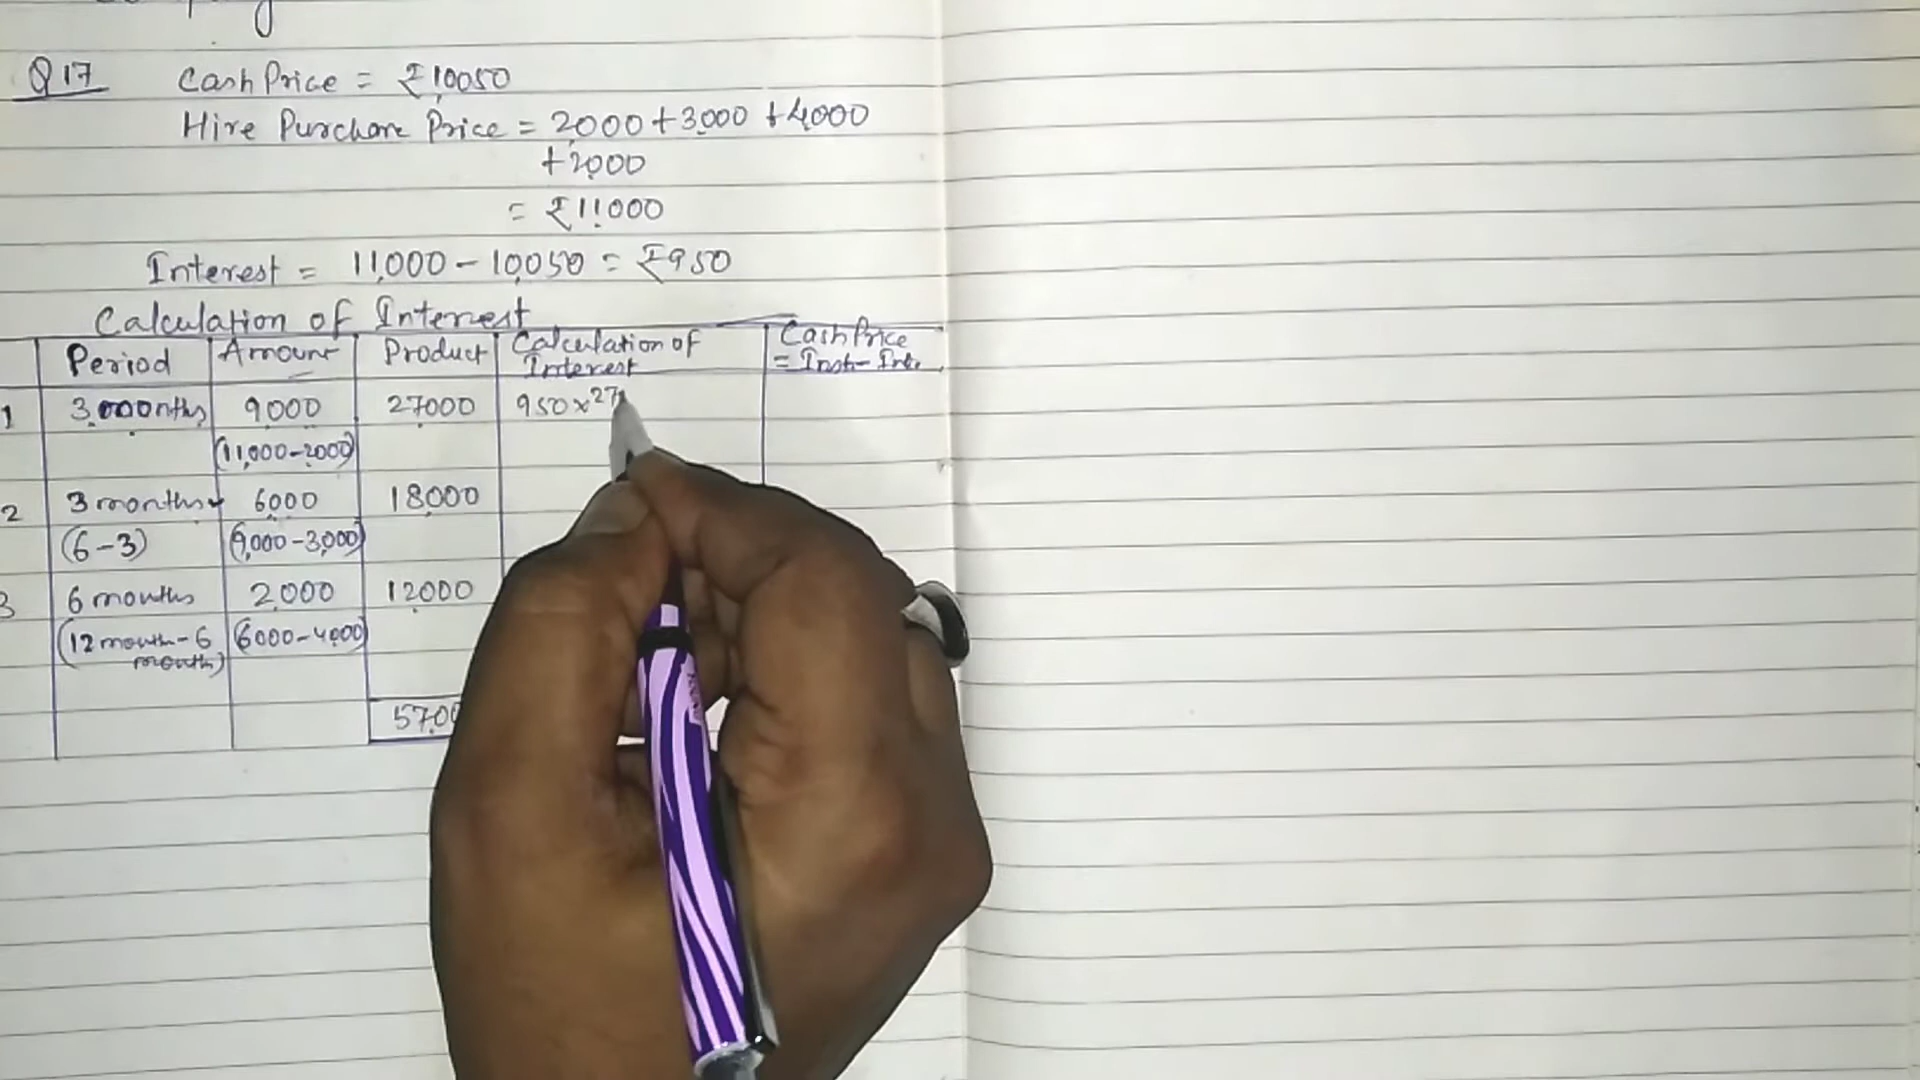 Q17 Cash Price = ₹10050
Hire Purchase Price = 2000 + 3000 + 4000
+ 2000
= ₹11000
Interest = 11,000 - 10050 = ₹950
Calculation of Interest
Period Amount Product Calculation of Interest Cash Price = Inst - Int.
1 3 months 9000 27000 950 × 27
(11,000-2000)
2 3 months 6000 18000
(6-3) (9,000-3,000)
3 6 months 2000 12000
(12 month-6 month) (6000-4000)
5700